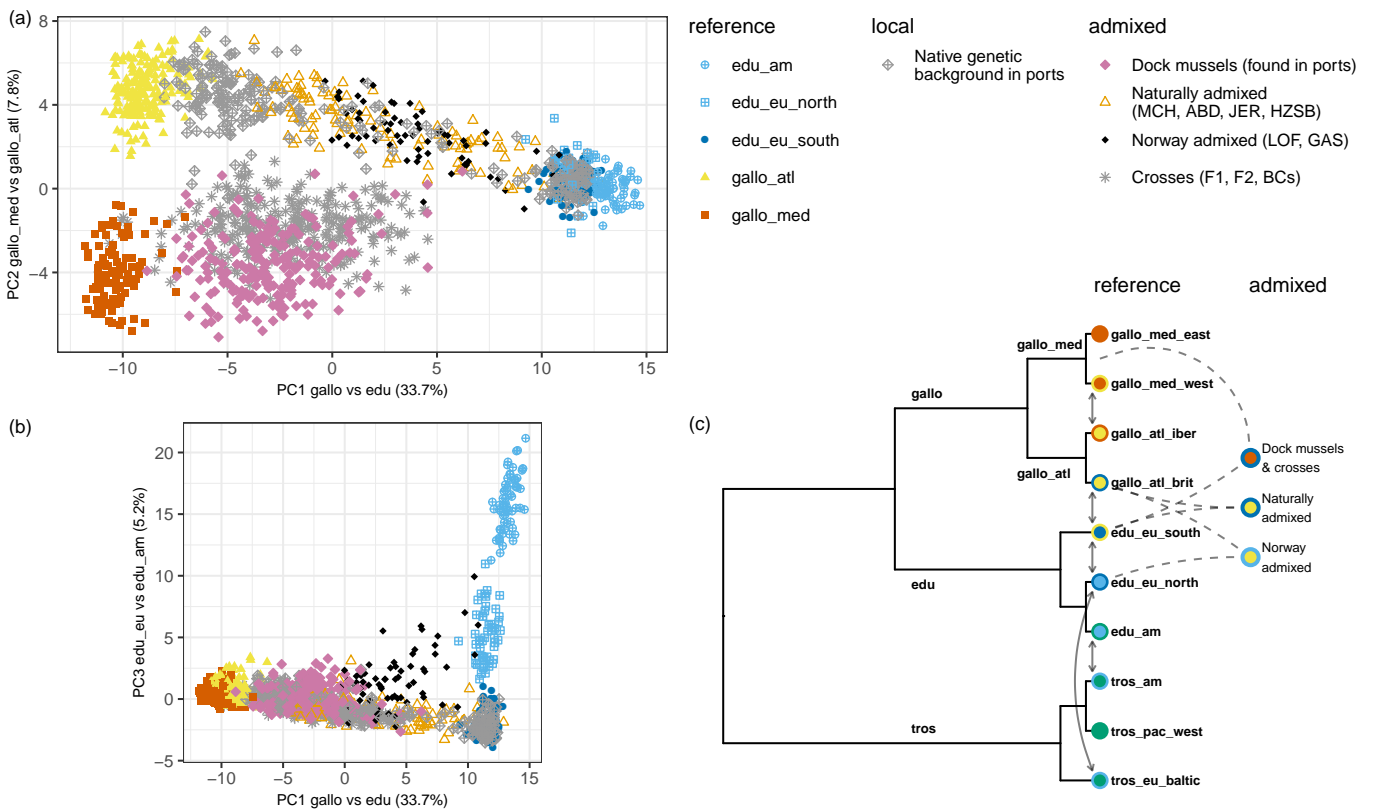 (a)
8
4
0
−4
PC2 gallo_med vs gallo_atl (7.8%)
−10
−5
0
5
10
15
PC1 gallo vs edu (33.7%)
reference
edu_am
edu_eu_north
edu_eu_south
gallo_atl
gallo_med
local
Native genetic
background in ports
admixed
Dock mussels (found in ports)
Naturally admixed
(MCH, ABD, JER, HZSB)
Norway admixed (LOF, GAS)
Crosses (F1, F2, BCs)
(b)
20
15
10
5
0
−5
PC3 edu_eu vs edu_am (5.2%)
−10
−5
0
5
10
15
PC1 gallo vs edu (33.7%)
(c)
reference
admixed
gallo_med
gallo_med_east
gallo_med_west
gallo
gallo_atl_iber
gallo_atl
gallo_atl_brit
edu_eu_south
edu
edu_eu_north
edu_am
tros_am
tros
tros_pac_west
tros_eu_baltic
Dock mussels
& crosses
Naturally
admixed
Norway
admixed